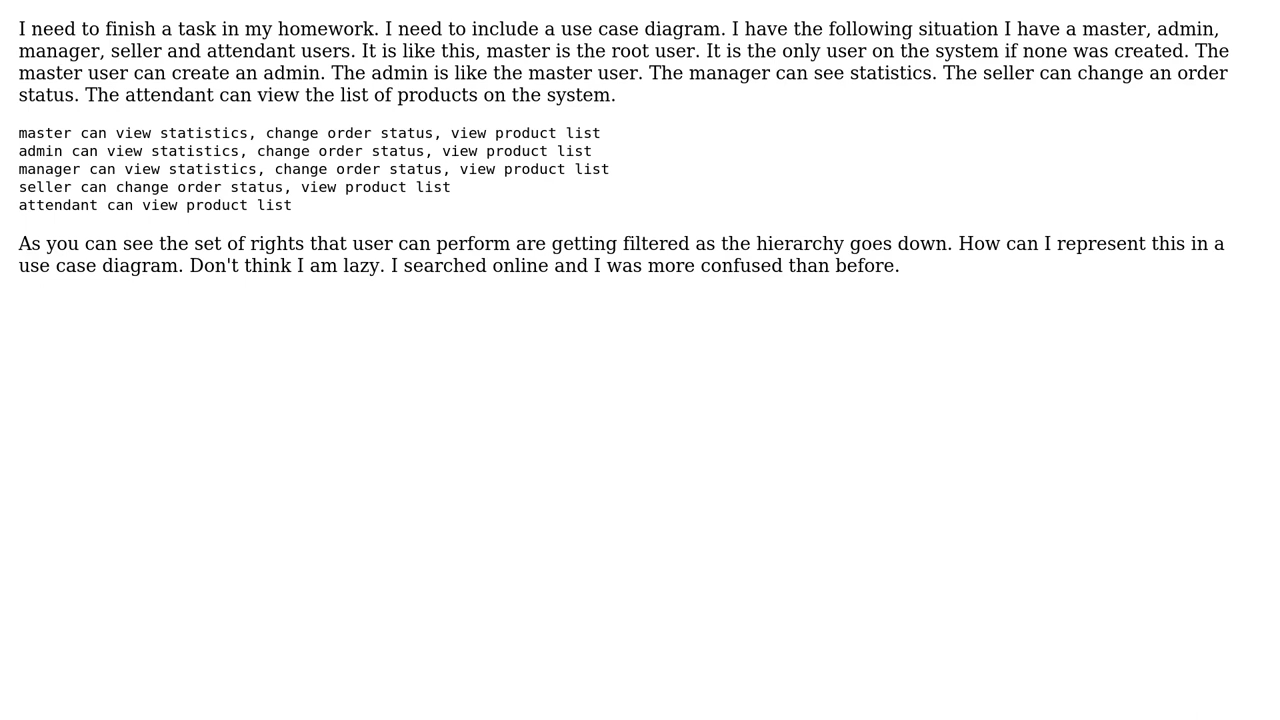 I need to finish a task in my homework. I need to include a use case diagram. I have the following situation I have a master, admin,
manager, seller and attendant users. It is like this, master is the root user. It is the only user on the system if none was created. The
master user can create an admin. The admin is like the master user. The manager can see statistics. The seller can change an order
status. The attendant can view the list of products on the system.
master can view statistics, change order status, view product list
admin can view statistics, change order status, view product list
manager can view statistics, change order status, view product list
seller can change order status, view product list
attendant can view product list
As you can see the set of rights that user can perform are getting filtered as the hierarchy goes down. How can I represent this in a
use case diagram. Don't think I am lazy. I searched online and I was more confused than before.